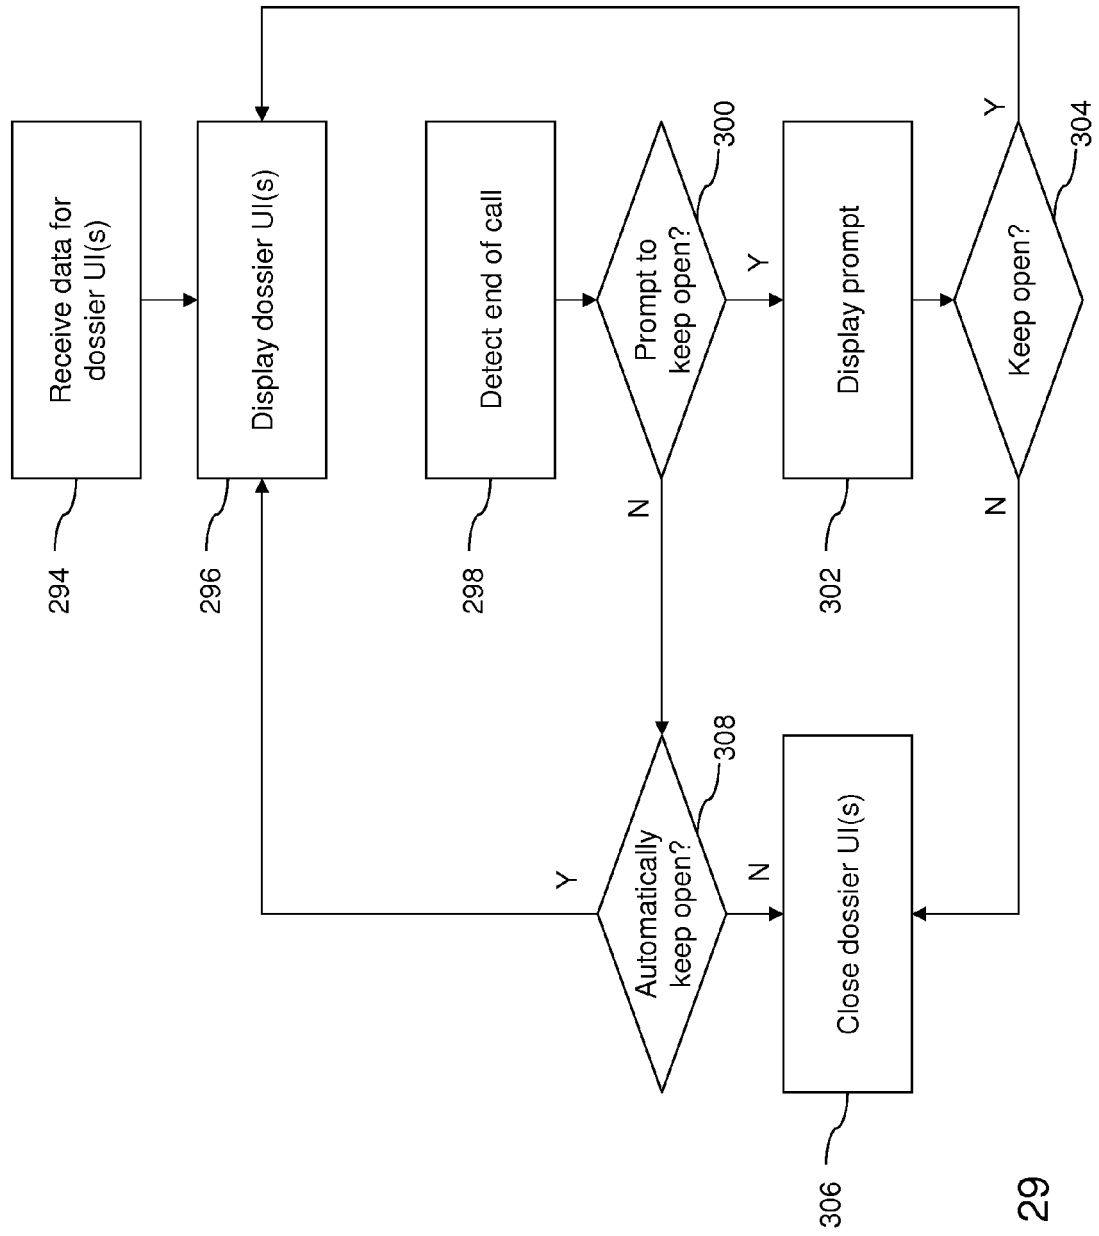 294
Receive data for
dossier UI(s)
296
Display dossier UI(s)
298
Detect end of call
300
Prompt to
keep open?
N
Y
302
Display prompt
304
Keep open?
Y
N
308
Automatically
keep open?
Y
N
306
Close dossier UI(s)
29